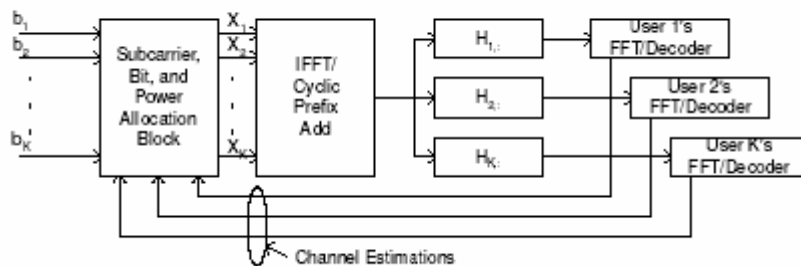 b1
b2
bK
Subcarrier,
Bit, and
Power
Allocation
Block
X1
X2
XK
IFFT/
Cyclic
Prefix
Add
H1,:
H2,:
HK,:
User 1's
FFT/Decoder
User 2's
FFT/Decoder
User K's
FFT/Decoder
Channel Estimations